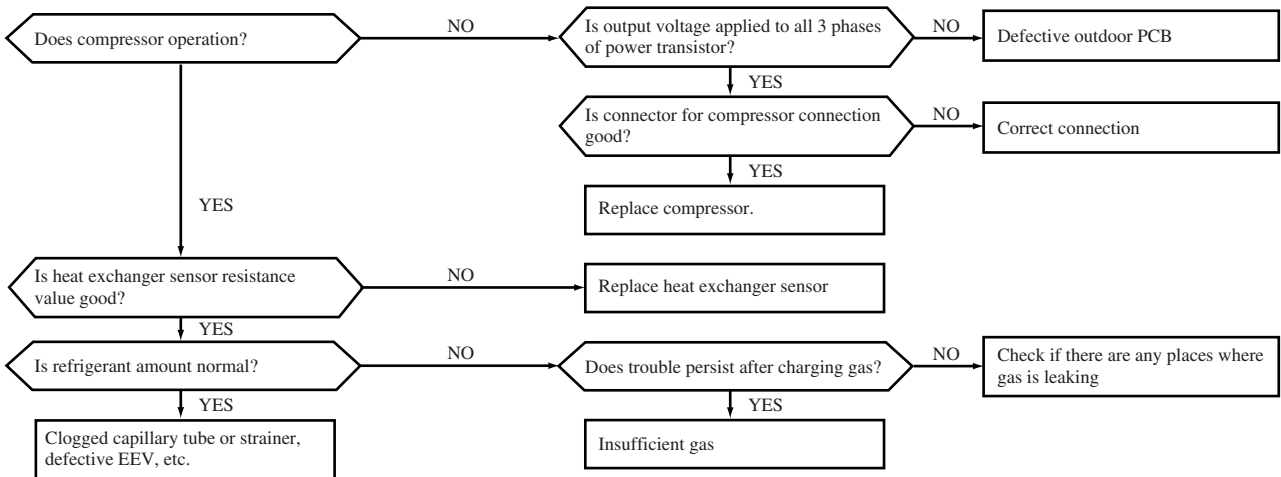 Does compressor operation?
NO
Is output voltage applied to all 3 phases
of power transistor?
NO
Defective outdoor PCB
YES
Is connector for compressor connection
good?
NO
Correct connection
YES
Replace compressor.
YES
Is heat exchanger sensor resistance
value good?
NO
Replace heat exchanger sensor
YES
Is refrigerant amount normal?
NO
Does trouble persist after charging gas?
NO
Check if there are any places where
gas is leaking
YES
YES
Clogged capillary tube or strainer,
defective EEV, etc.
Insufficient gas